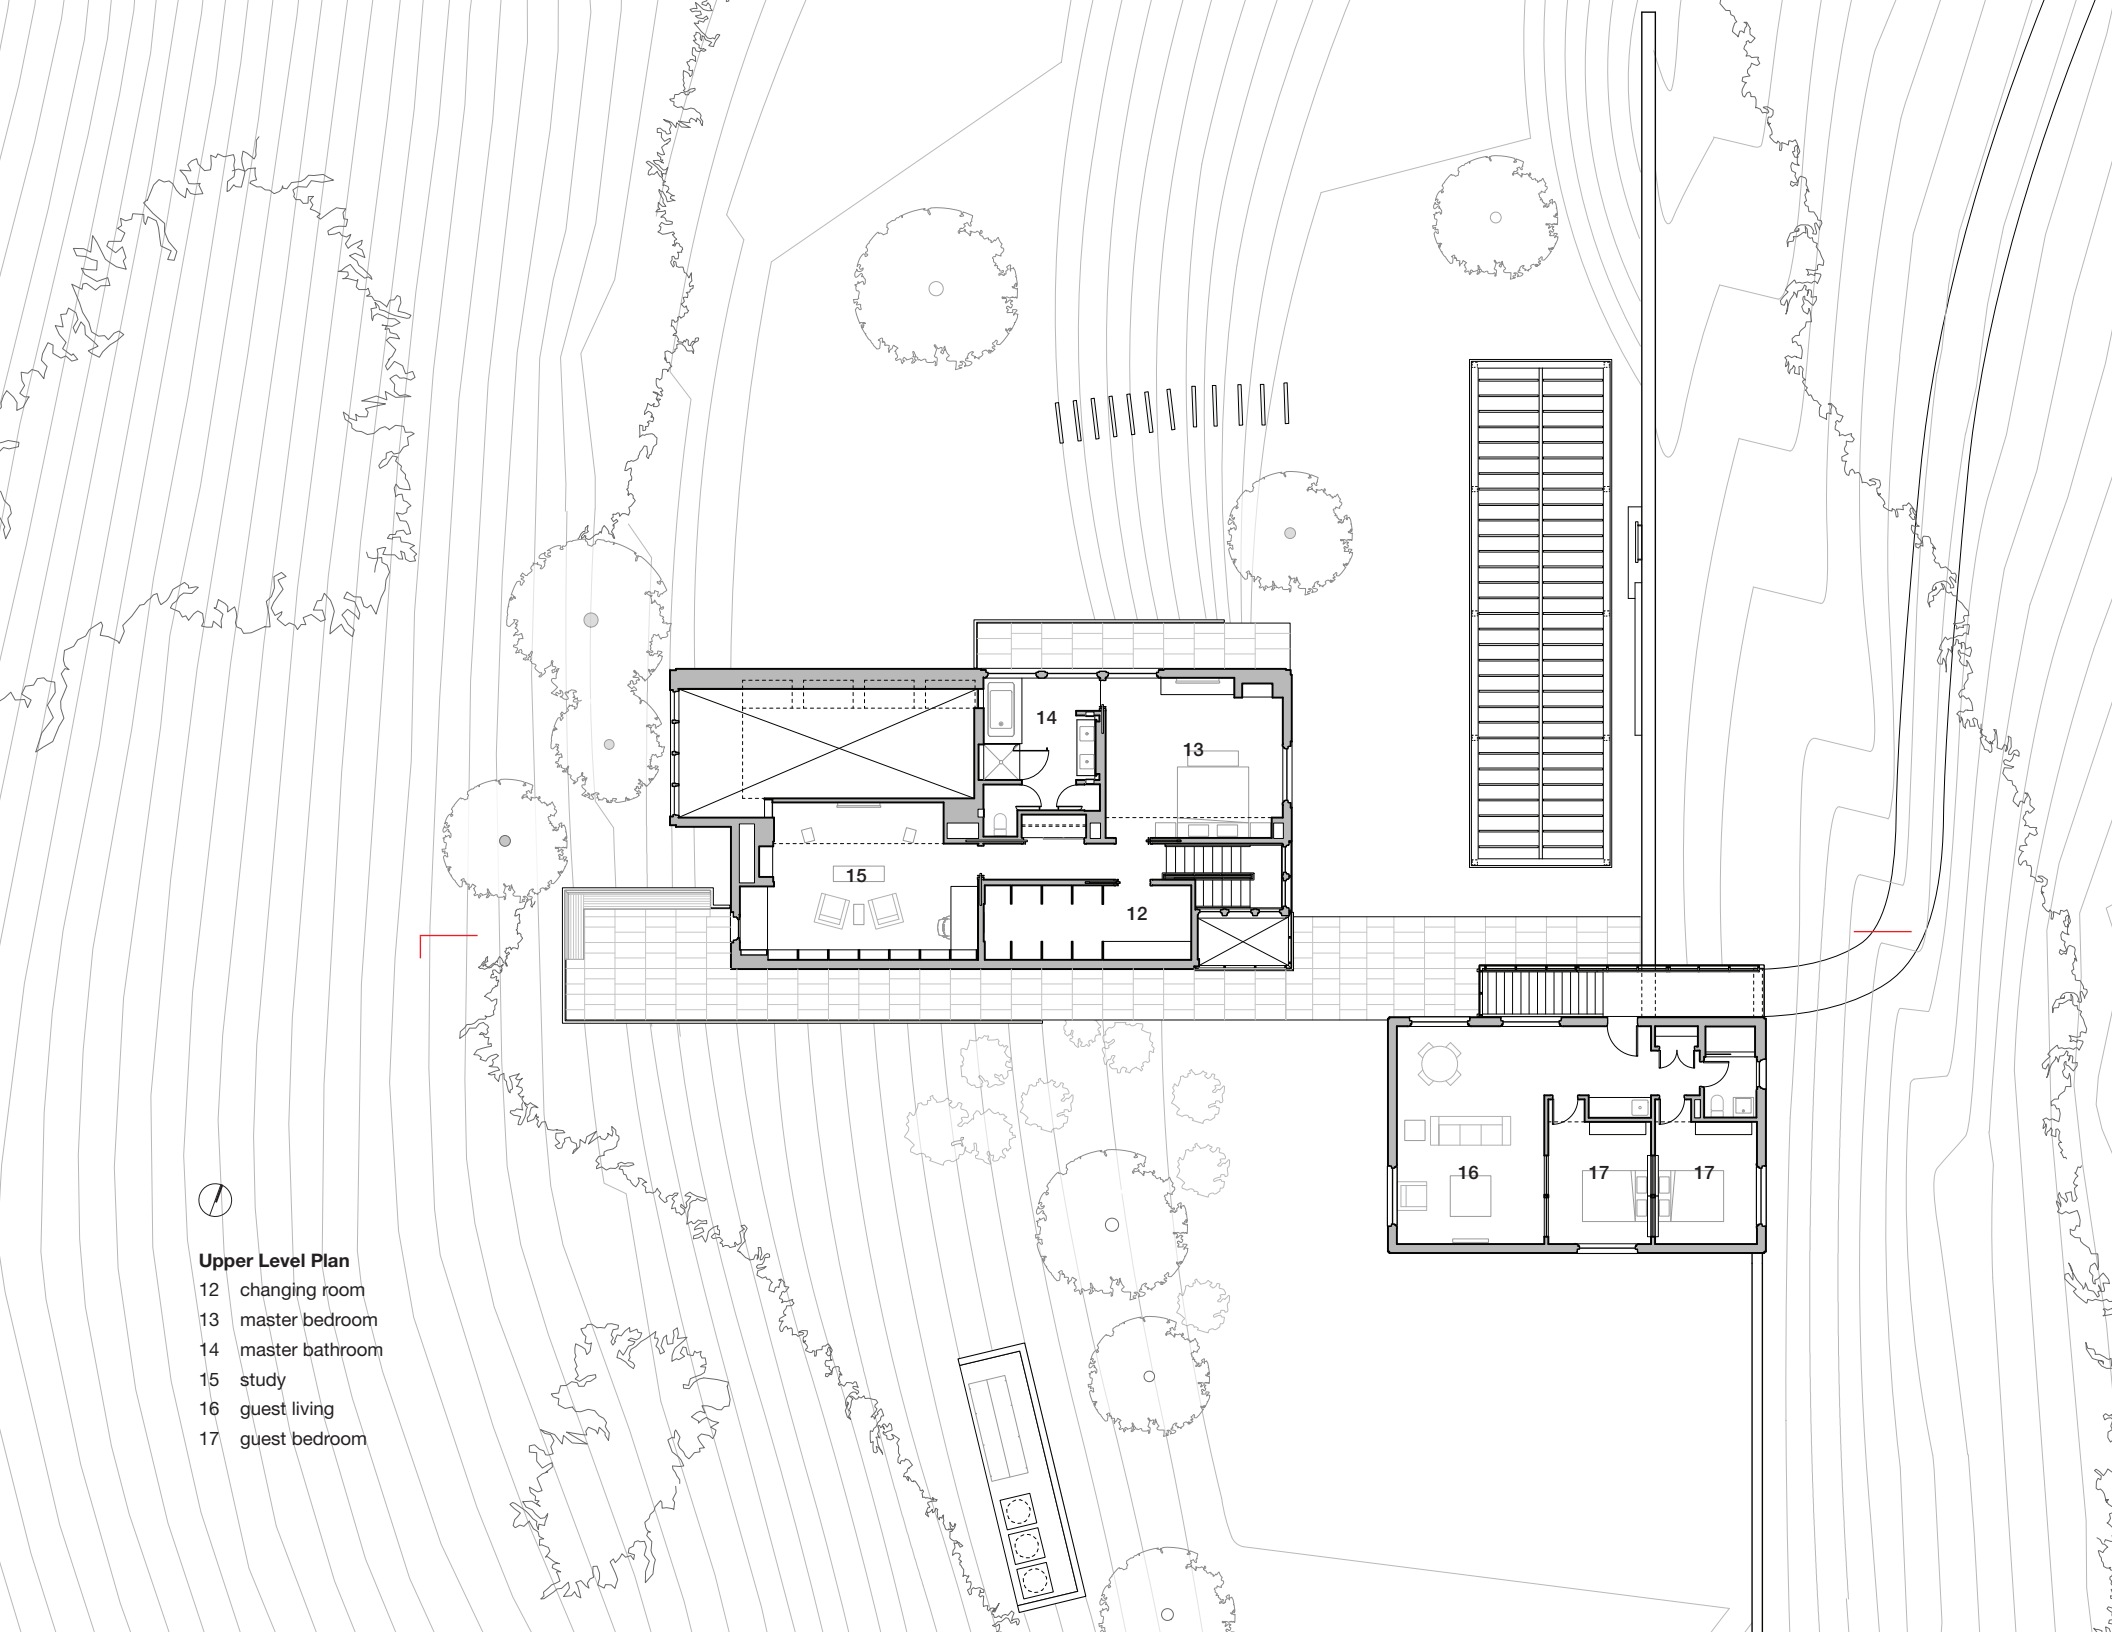 14
13
15
12
16 17 17
Upper Level Plan
12 changing room
13 master bedroom
14 master bathroom
15 study
16 guest living
17 guest bedroom